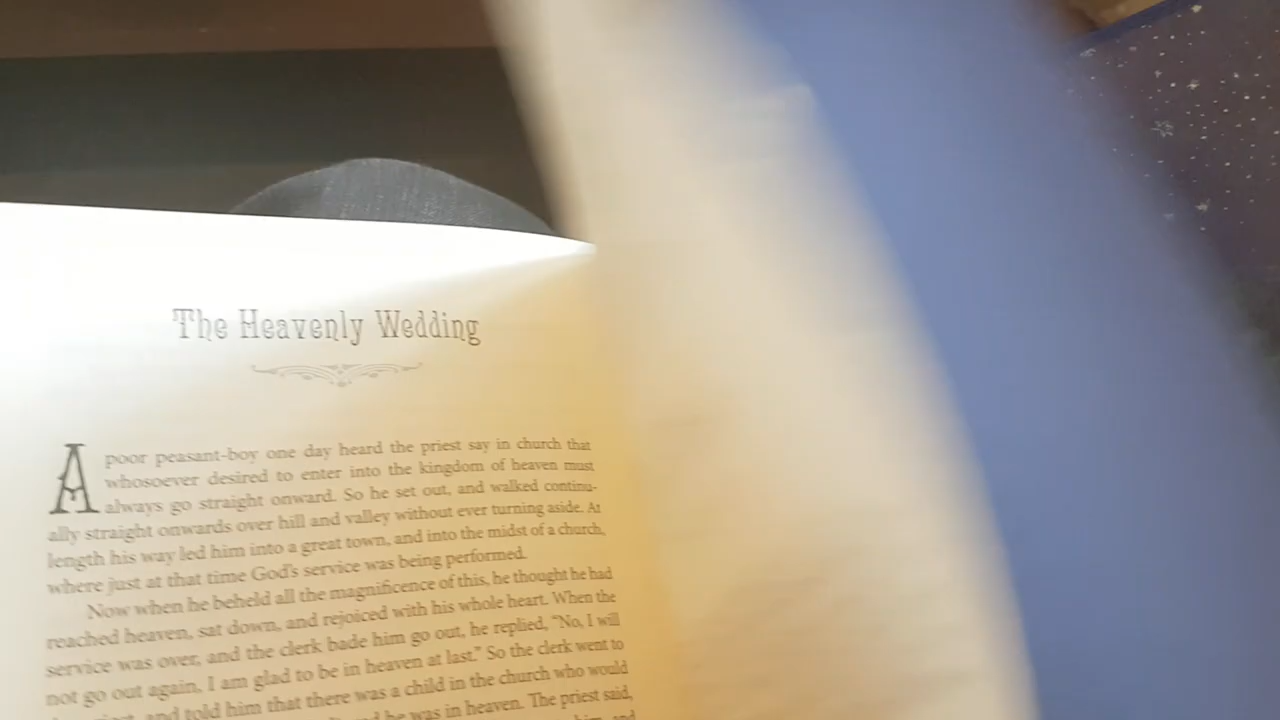 The Heavenly Wedding
A poor peasant-boy one day heard the priest say in church that
whosoever desired to enter into the kingdom of heaven must
always go straight onward. So he set out, and walked continu-
ally straight onwards over hill and valley without ever turning aside. At
length his way led him into a great town, and into the midst of a church,
where just at that time God's service was being performed.
Now when he beheld all the magnificence of this, he thought he had
reached heaven, sat down, and rejoiced with his whole heart. When the
service was over, and the clerk bade him go out, he replied, "No, I will
not go out again, I am glad to be in heaven at last." So the clerk went to
and told him that there was a child in the church who would
he was in heaven. The priest said,
him, and